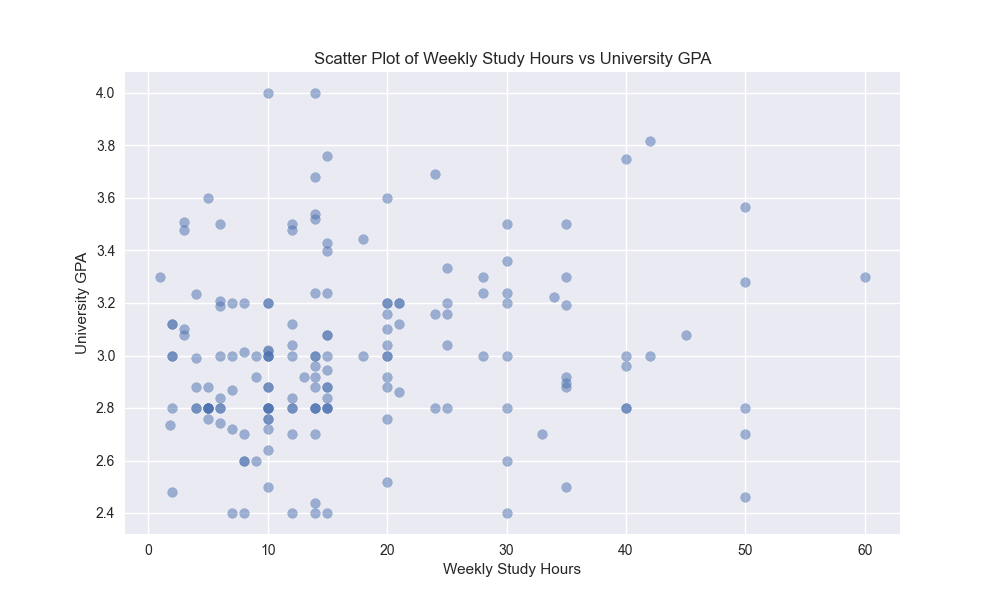 Scatter Plot of Weekly Study Hours vs University GPA
4.0
3.8
3.6
3.4
3.2
3.0
2.8
2.6
2.4
University GPA
0 10 20 30 40 50 60
Weekly Study Hours